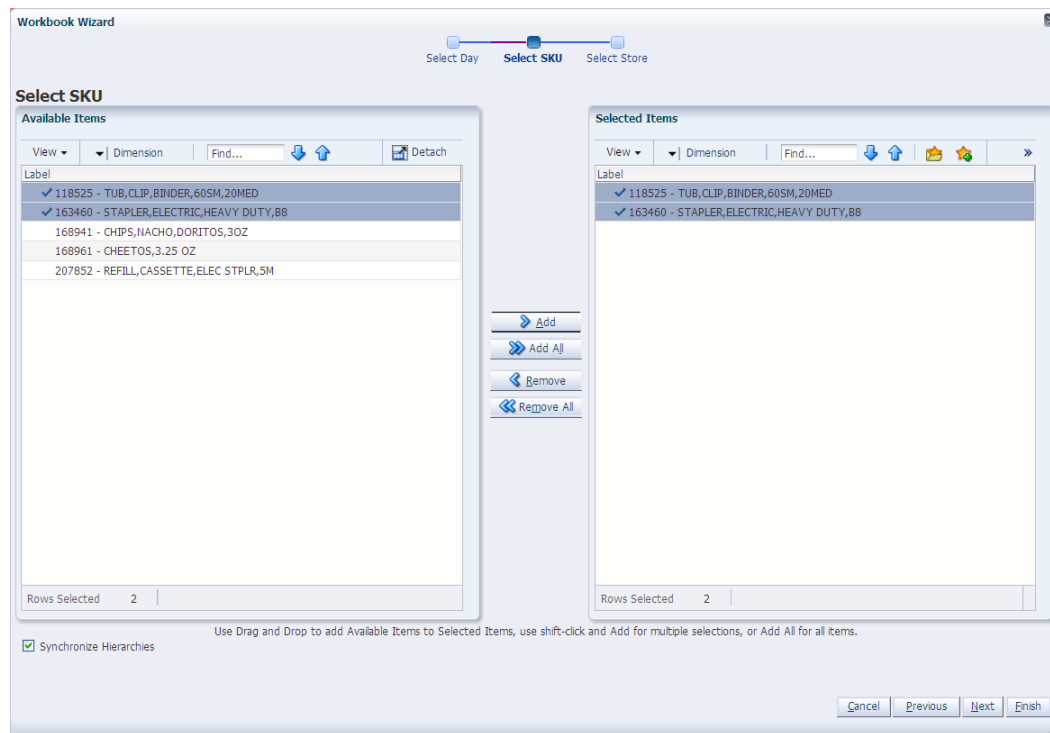 Workbook Wizard
Select Day Select SKU Select Store
Select SKU
Available Items
View Dimension Find... Detach
Label
118525 - TUB,CLIP,BINDER,60SM,20MED
163460 - STAPLER,ELECTRIC,HEAVY DUTY,B8
168941 - CHIPS,NACHO,DORITOS,3OZ
168961 - CHEETOS,3.25 OZ
207852 - REFILL,CASSETTE,ELEC STPLR,5M
Rows Selected 2
Add
Add All
Remove
Remove All
Selected Items
View Dimension Find... »
Label
118525 - TUB,CLIP,BINDER,60SM,20MED
163460 - STAPLER,ELECTRIC,HEAVY DUTY,B8
Rows Selected 2
Use Drag and Drop to add Available Items to Selected Items, use shift-click and Add for multiple selections, or Add All for all items.
Synchronize Hierarchies
Cancel Previous Next Finish